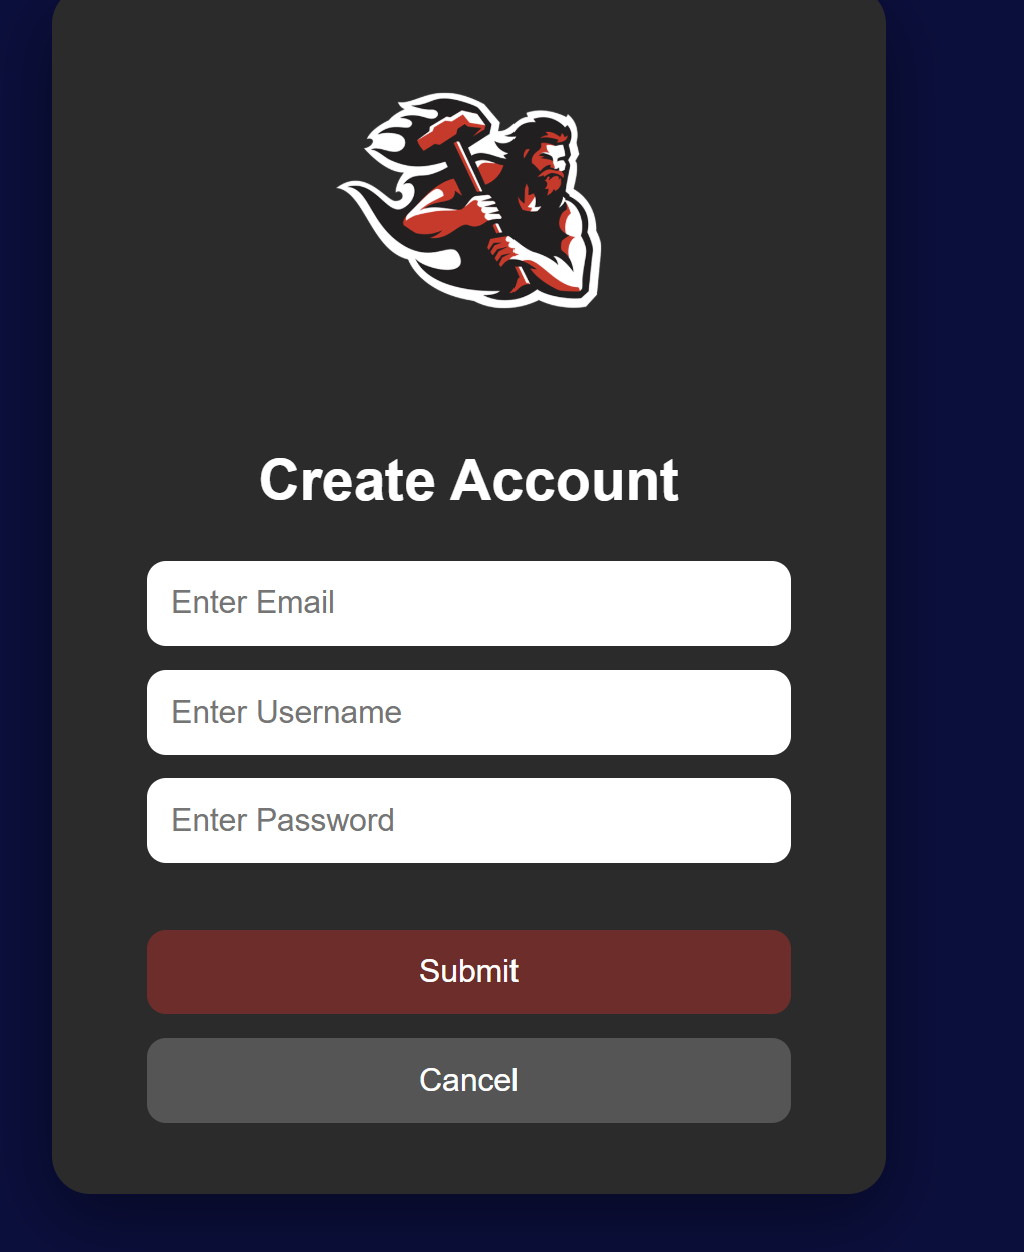 Create Account
Enter Email
Enter Username
Enter Password
Submit
Cancel